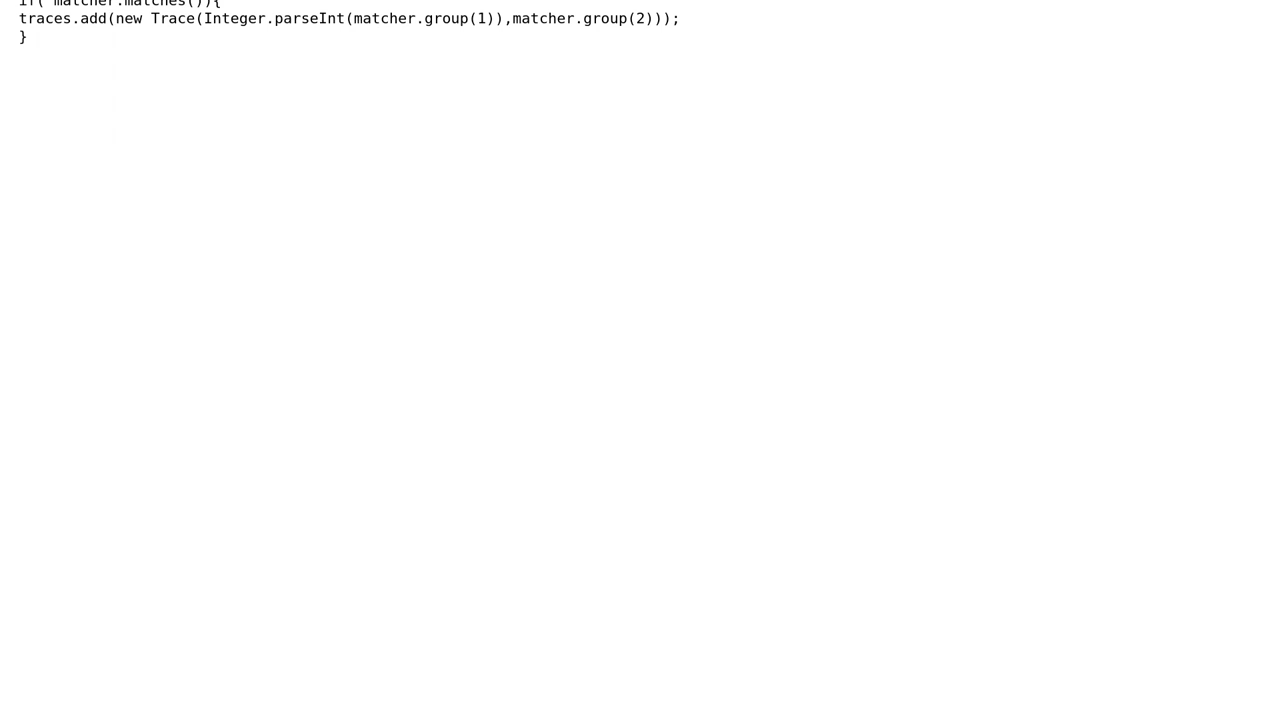 if( matcher.matches()){
traces.add(new Trace(Integer.parseInt(matcher.group(1)),matcher.group(2)));
}